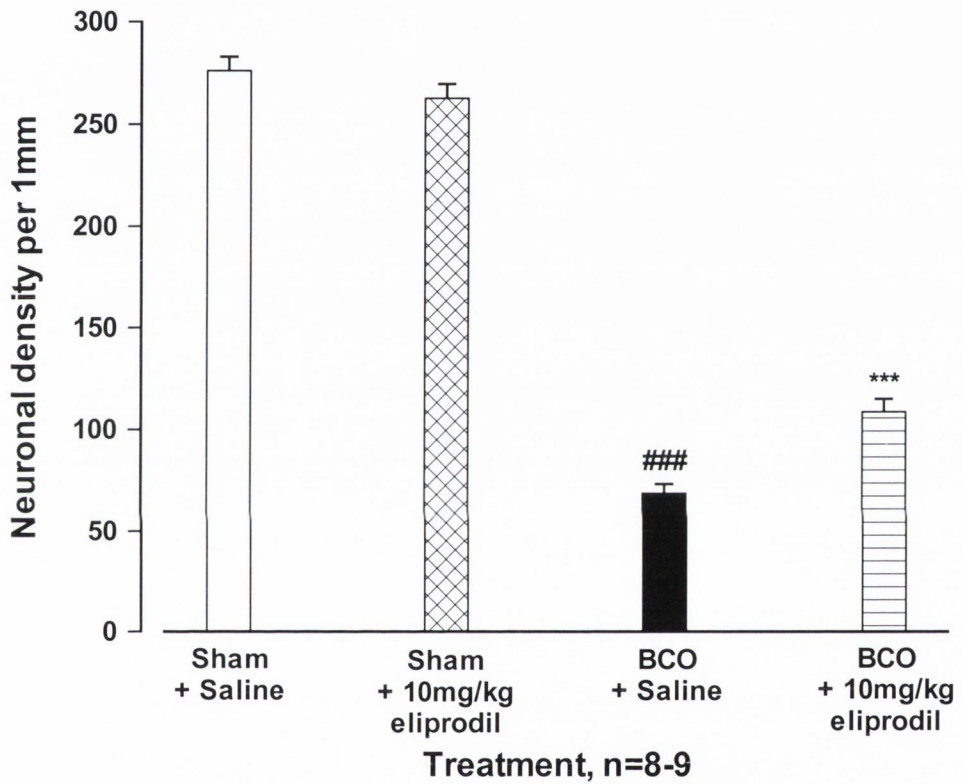 Neuronal density per 1mm
300
250
200
150
100
50
0
###
***
Sham
+ Saline
Sham
+ 10mg/kg
eliprodil
BCO
+ Saline
BCO
+ 10mg/kg
eliprodil
Treatment, n=8-9